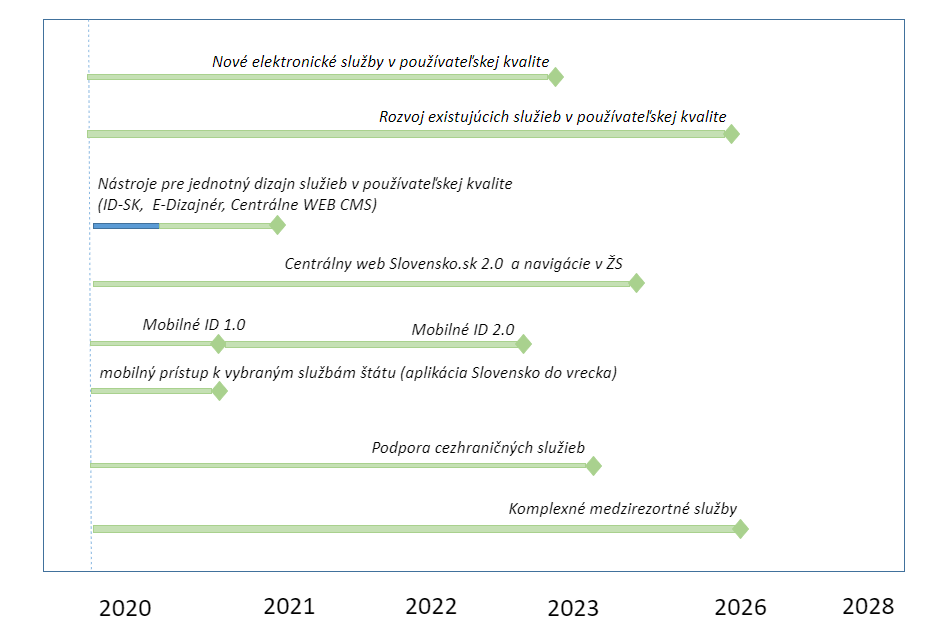 Nové elektronické služby v používateľskej kvalite
Rozvoj existujúcich služieb v používateľskej kvalite
Nástroje pre jednotný dizajn služieb v používateľskej kvalite
(ID-SK, E-Dizajnér, Centrálne WEB CMS)
Centrálny web Slovensko.sk 2.0 a navigácie v ŽS
Mobilné ID 1.0
Mobilné ID 2.0
mobilný prístup k vybraným službám štátu (aplikácia Slovensko do vrecka)
Podpora cezhraničných služieb
Komplexné medzirezortné služby
2020 2021 2022 2023 2026 2028